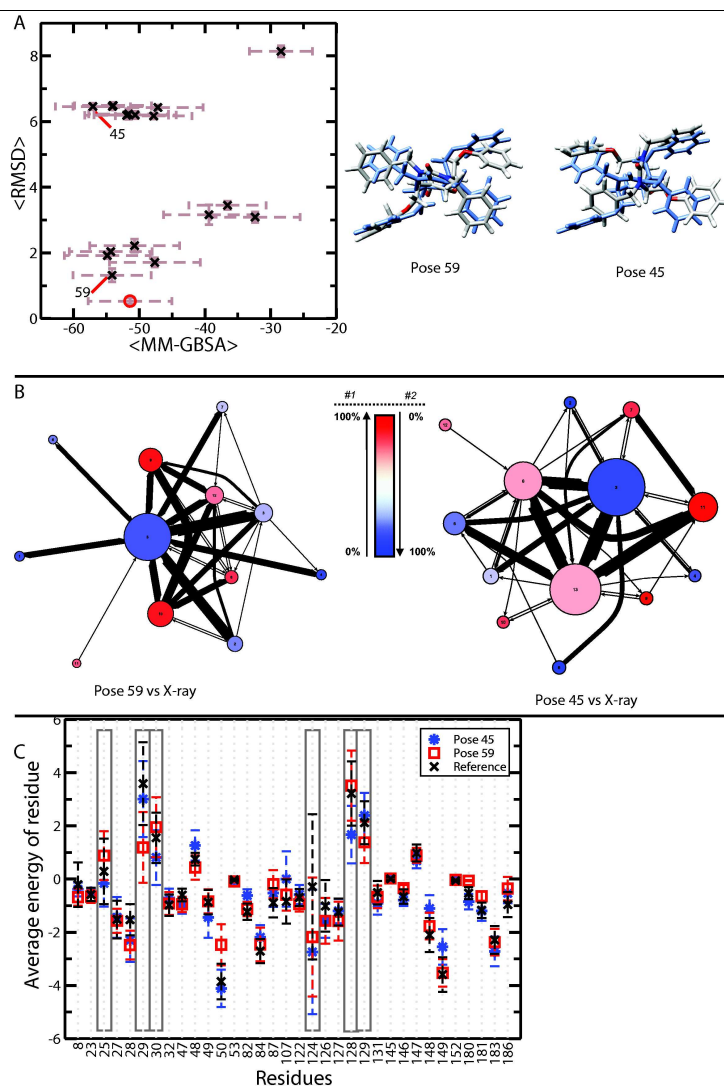 A
<RMSD>
8
6
4
2
0
45
59
-60 -50 -40 -30 -20
<MM-GBSA>
Pose 59
Pose 45
B
#1 #2
100% 0%
0% 100%
Pose 59 vs X-ray
Pose 45 vs X-ray
C
Average energy of residue
6
4
2
0
-2
-4
-6
Pose 45
Pose 59
Reference
8 23 25 27 28 29 30 32 47 48 49 50 53 82 84 87 107 122 124 126 127 128 129 131 145 146 147 148 149 152 180 181 183 186
Residues